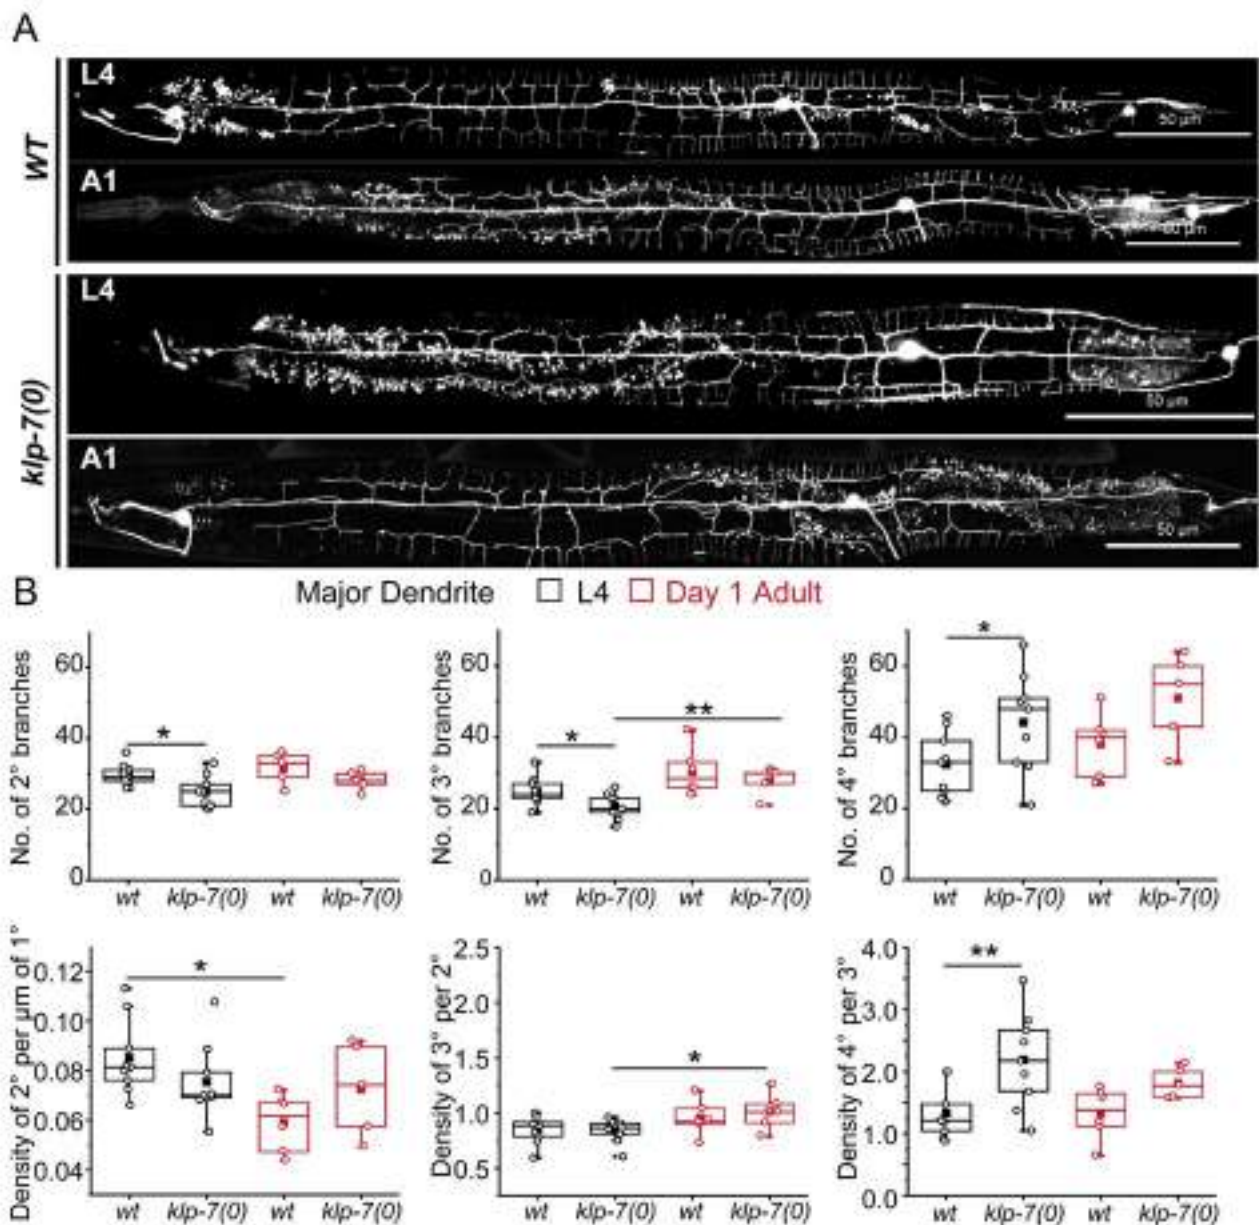 A
WT
L4
50 µm
A1
50 µm
klp-7(0)
L4
50 µm
A1
50 µm
B
Major Dendrite L4 Day 1 Adult
No. of 2° branches
60
40
20
0
*
wt klp-7(0) wt klp-7(0)
No. of 3° branches
60
40
20
0
* **
wt klp-7(0) wt klp-7(0)
No. of 4° branches
60
40
20
0
*
wt klp-7(0) wt klp-7(0)
Density of 2° per µm of 1°
0.12
0.10
0.08
0.06
0.04
*
wt klp-7(0) wt klp-7(0)
Density of 3° per 2°
2.5
2.0
1.5
1.0
0.5
*
wt klp-7(0) wt klp-7(0)
Density of 4° per 3°
4.0
3.0
2.0
1.0
0.0
**
wt klp-7(0) wt klp-7(0)